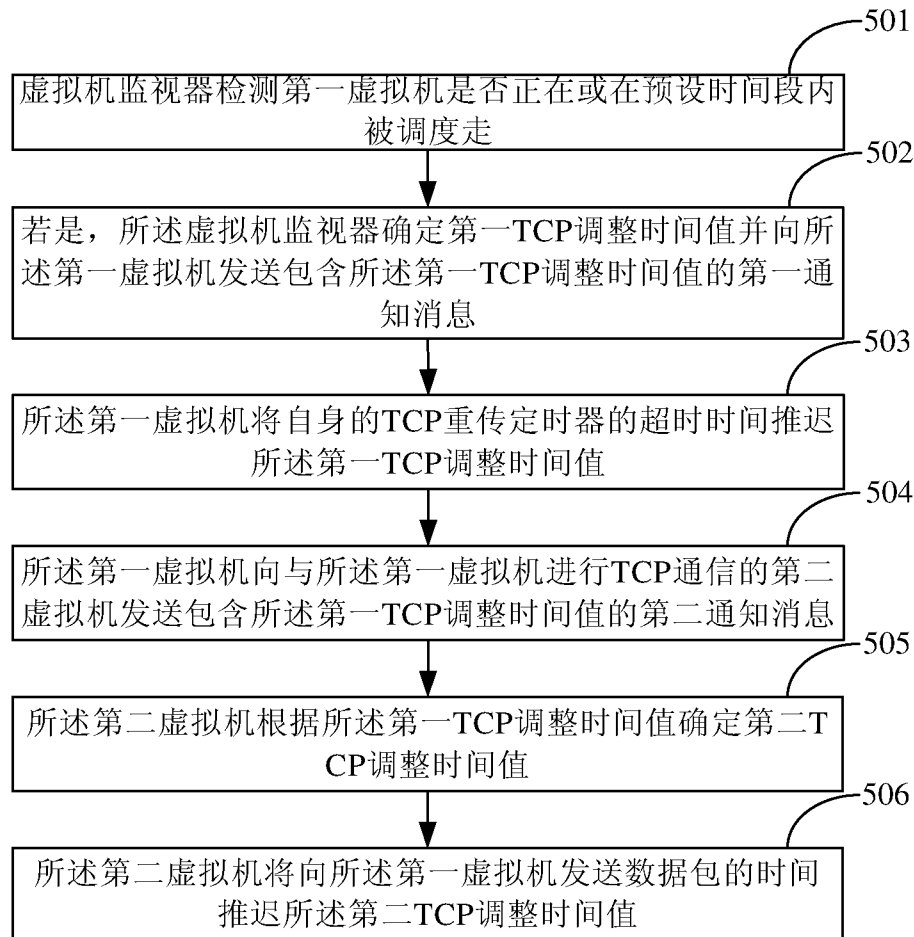 501
虚拟机监视器检测第一虚拟机是否正在或在预设时间段内
被调度走
502
若是，所述虚拟机监视器确定第一TCP调整时间值并向所
述第一虚拟机发送包含所述第一TCP调整时间值的第一通
知消息
503
所述第一虚拟机将自身的TCP重传定时器的超时时间推迟
所述第一TCP调整时间值
504
所述第一虚拟机向与所述第一虚拟机进行TCP通信的第二
虚拟机发送包含所述第一TCP调整时间值的第二通知消息
505
所述第二虚拟机根据所述第一TCP调整时间值确定第二T
CP调整时间值
506
所述第二虚拟机将向所述第一虚拟机发送数据包的时间
推迟所述第二TCP调整时间值